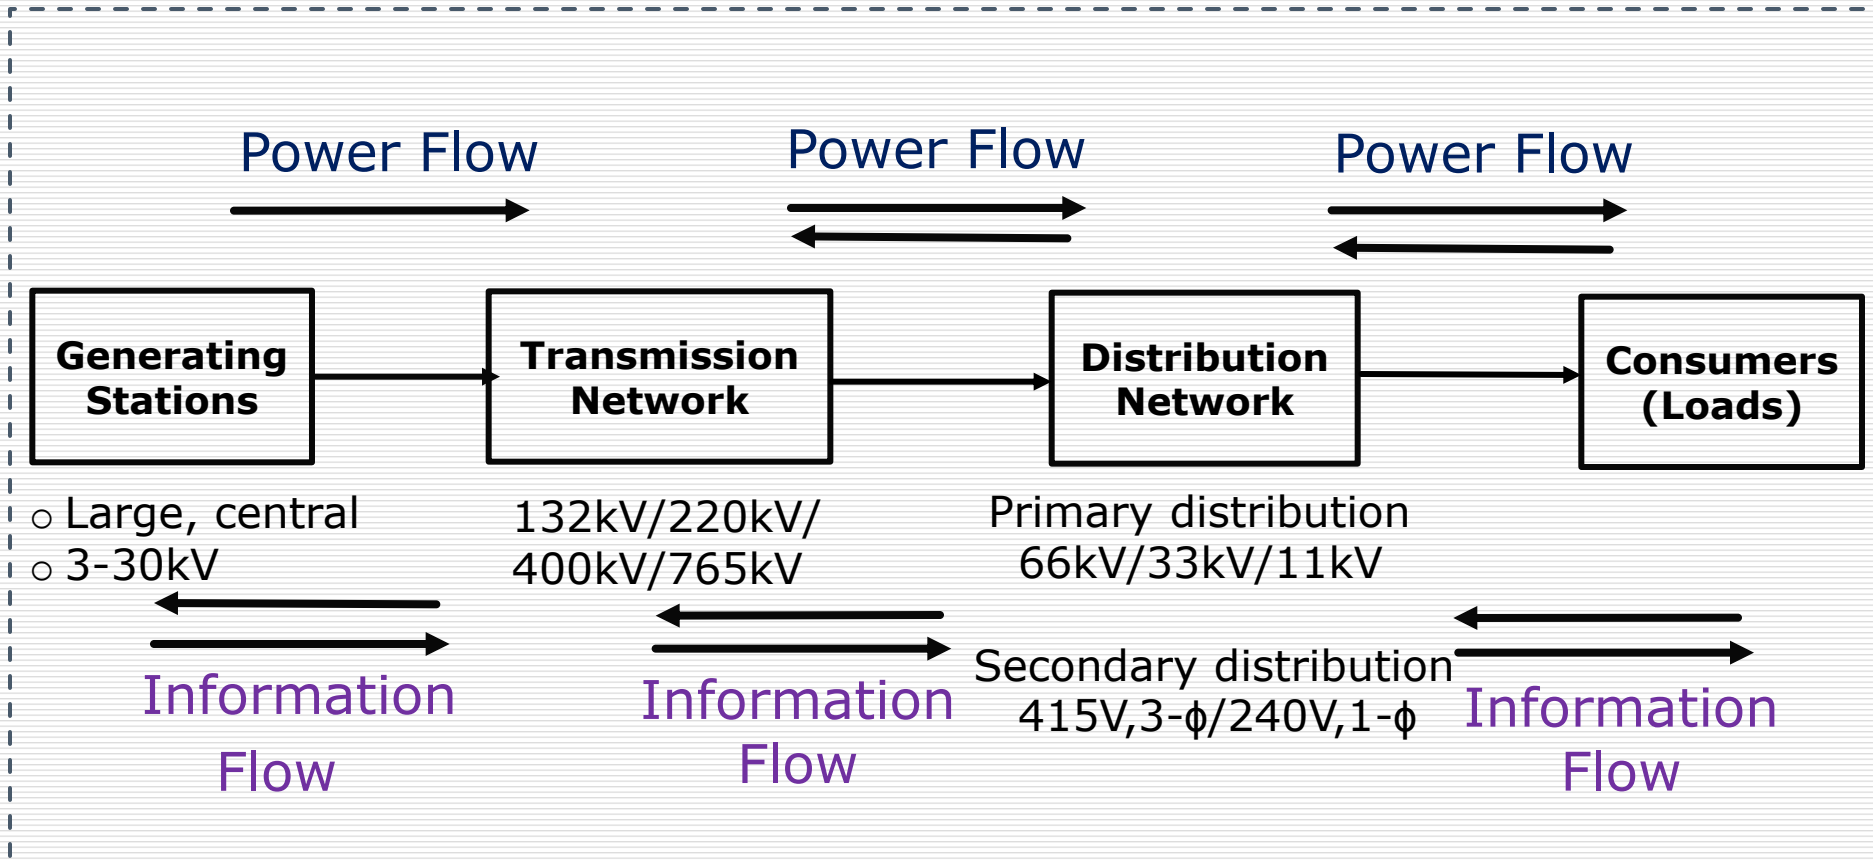 Power Flow
Power Flow
Power Flow
Generating
Stations
Transmission
Network
Distribution
Network
Consumers
(Loads)
○ Large, central
○ 3-30kV
132kV/220kV/
400kV/765kV
Primary distribution
66kV/33kV/11kV
Secondary distribution
415V,3-ϕ/240V,1-ϕ
Information
Flow
Information
Flow
Information
Flow